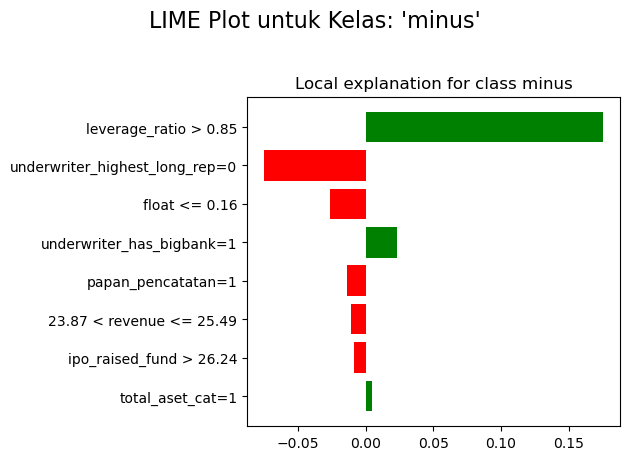 LIME Plot untuk Kelas: 'minus'
Local explanation for class minus
leverage_ratio > 0.85
underwriter_highest_long_rep=0
float <= 0.16
underwriter_has_bigbank=1
papan_pencatatan=1
23.87 < revenue <= 25.49
ipo_raised_fund > 26.24
total_aset_cat=1
−0.05 0.00 0.05 0.10 0.15